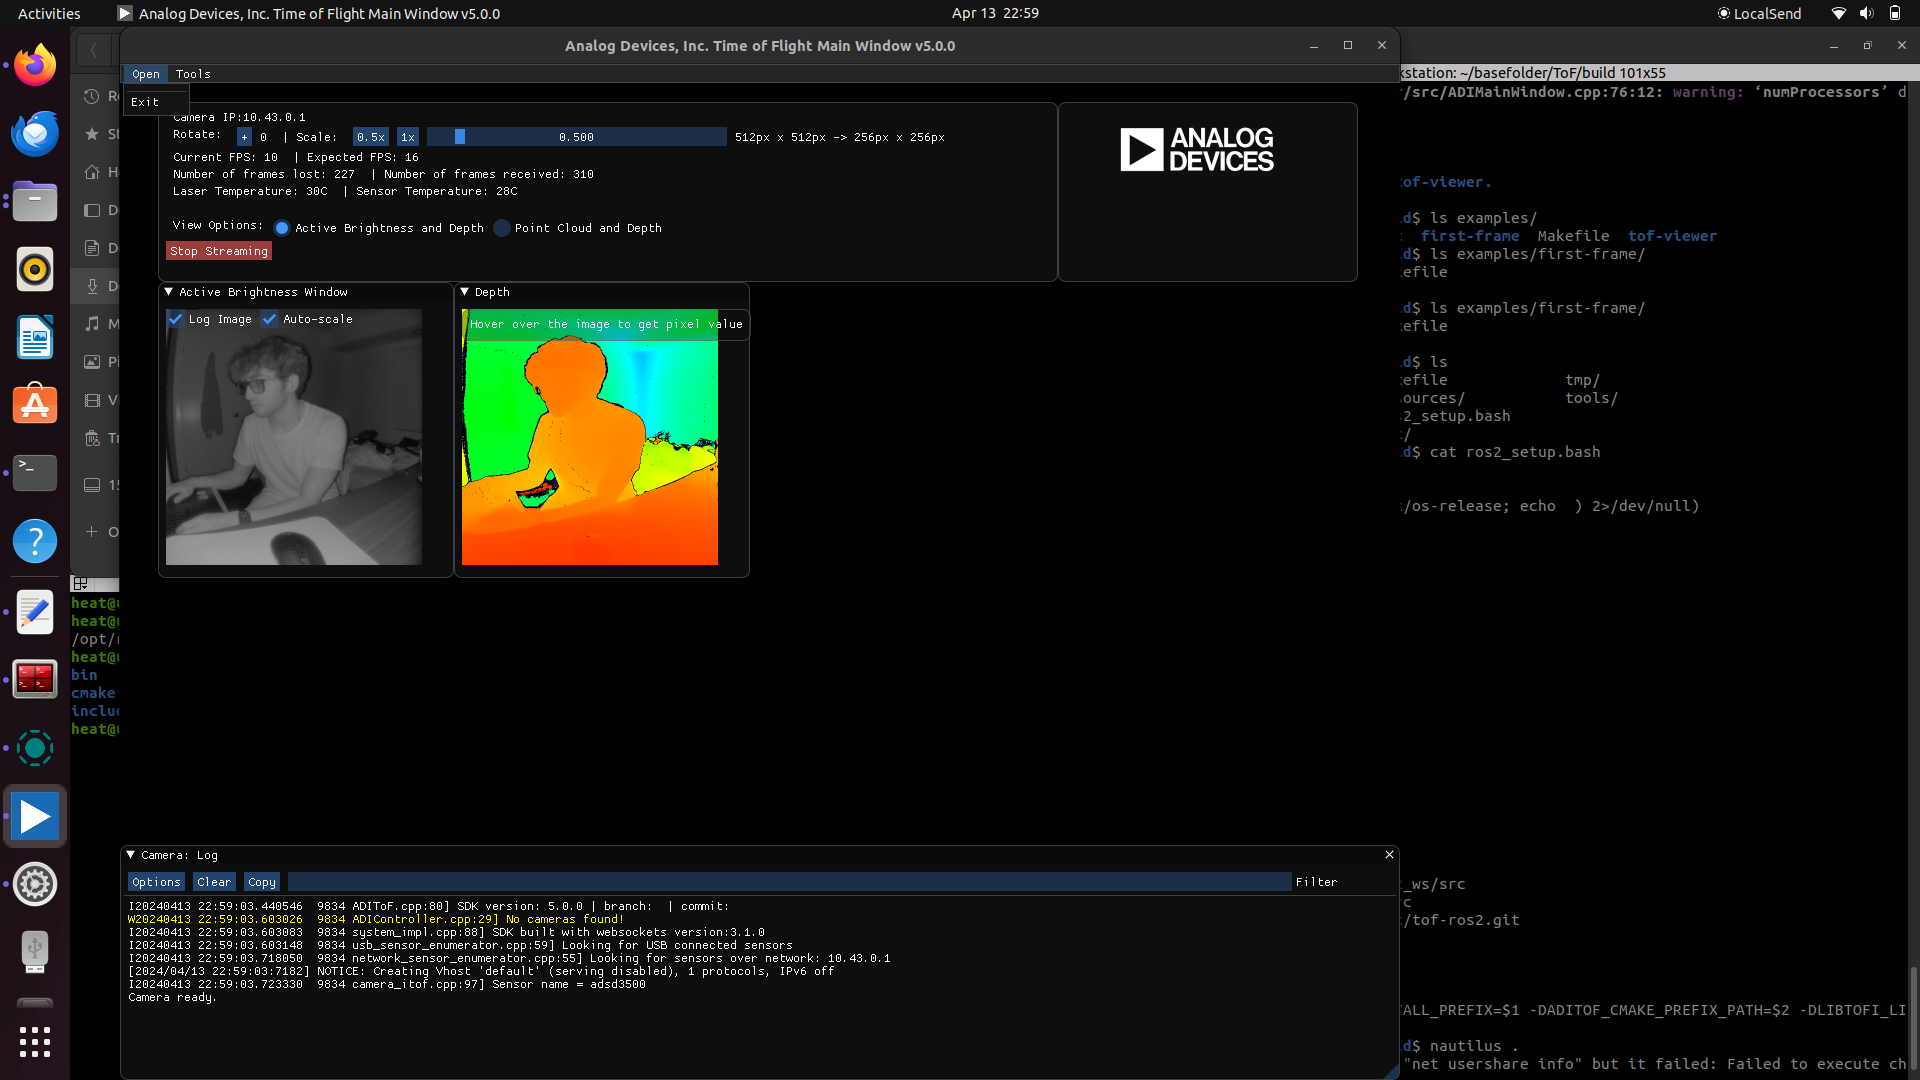 Activities
Analog Devices, Inc. Time of Flight Main Window v5.0.0
Apr 13 22:59
LocalSend
Analog Devices, Inc. Time of Flight Main Window v5.0.0
Open Tools
Exit
Camera IP:10.43.0.1
Rotate: + 0 | Scale: 0.5x 1x 0.500 512px x 512px -> 256px x 256px
Current FPS: 10 | Expected FPS: 16
Number of frames lost: 227 | Number of frames received: 310
Laser Temperature: 30C | Sensor Temperature: 28C
View Options: Active Brightness and Depth Point Cloud and Depth
Stop Streaming
ANALOG
DEVICES
Active Brightness Window
Log Image Auto-scale
Depth
Hover over the image to get pixel value
Camera: Log
Options Clear Copy Filter
I20240413 22:59:03.440546 9834 ADIToF.cpp:80] SDK version: 5.0.0 | branch: | commit:
W20240413 22:59:03.603026 9834 ADIController.cpp:29] No cameras found!
I20240413 22:59:03.603083 9834 system_impl.cpp:88] SDK built with websockets version:3.1.0
I20240413 22:59:03.603148 9834 usb_sensor_enumerator.cpp:59] Looking for USB connected sensors
I20240413 22:59:03.718050 9834 network_sensor_enumerator.cpp:55] Looking for sensors over network: 10.43.0.1
[2024/04/13 22:59:03:7182] NOTICE: Creating Vhost 'default' (serving disabled), 1 protocols, IPv6 off
I20240413 22:59:03.723330 9834 camera_itof.cpp:97] Sensor name = adsd3500
Camera ready.
heat@
heat@
/opt/
heat@
bin
cmake
inclu
heat@
kstation: ~/basefolder/ToF/build 101x55
/src/ADIMainWindow.cpp:76:12: warning: ‘numProcessors’ d
tof-viewer.
d$ ls examples/
first-frame Makefile tof-viewer
d$ ls examples/first-frame/
efile
d$ ls examples/first-frame/
efile
d$ ls
efile tmp/
sources/ tools/
s2_setup.bash
/
d$ cat ros2_setup.bash
/os-release; echo ) 2>/dev/null)
_ws/src
rc
/tof-ros2.git
ALL_PREFIX=$1 -DADITOF_CMAKE_PREFIX_PATH=$2 -DLIBTOFI_LI
d$ nautilus .
"net usershare info" but it failed: Failed to execute ch